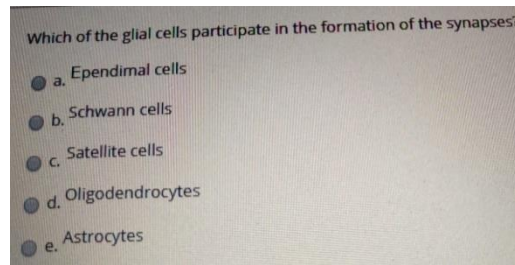 Which of the glial cells participate in the formation of the synapses?
a. Ependimal cells
b. Schwann cells
c. Satellite cells
d. Oligodendrocytes
e. Astrocytes